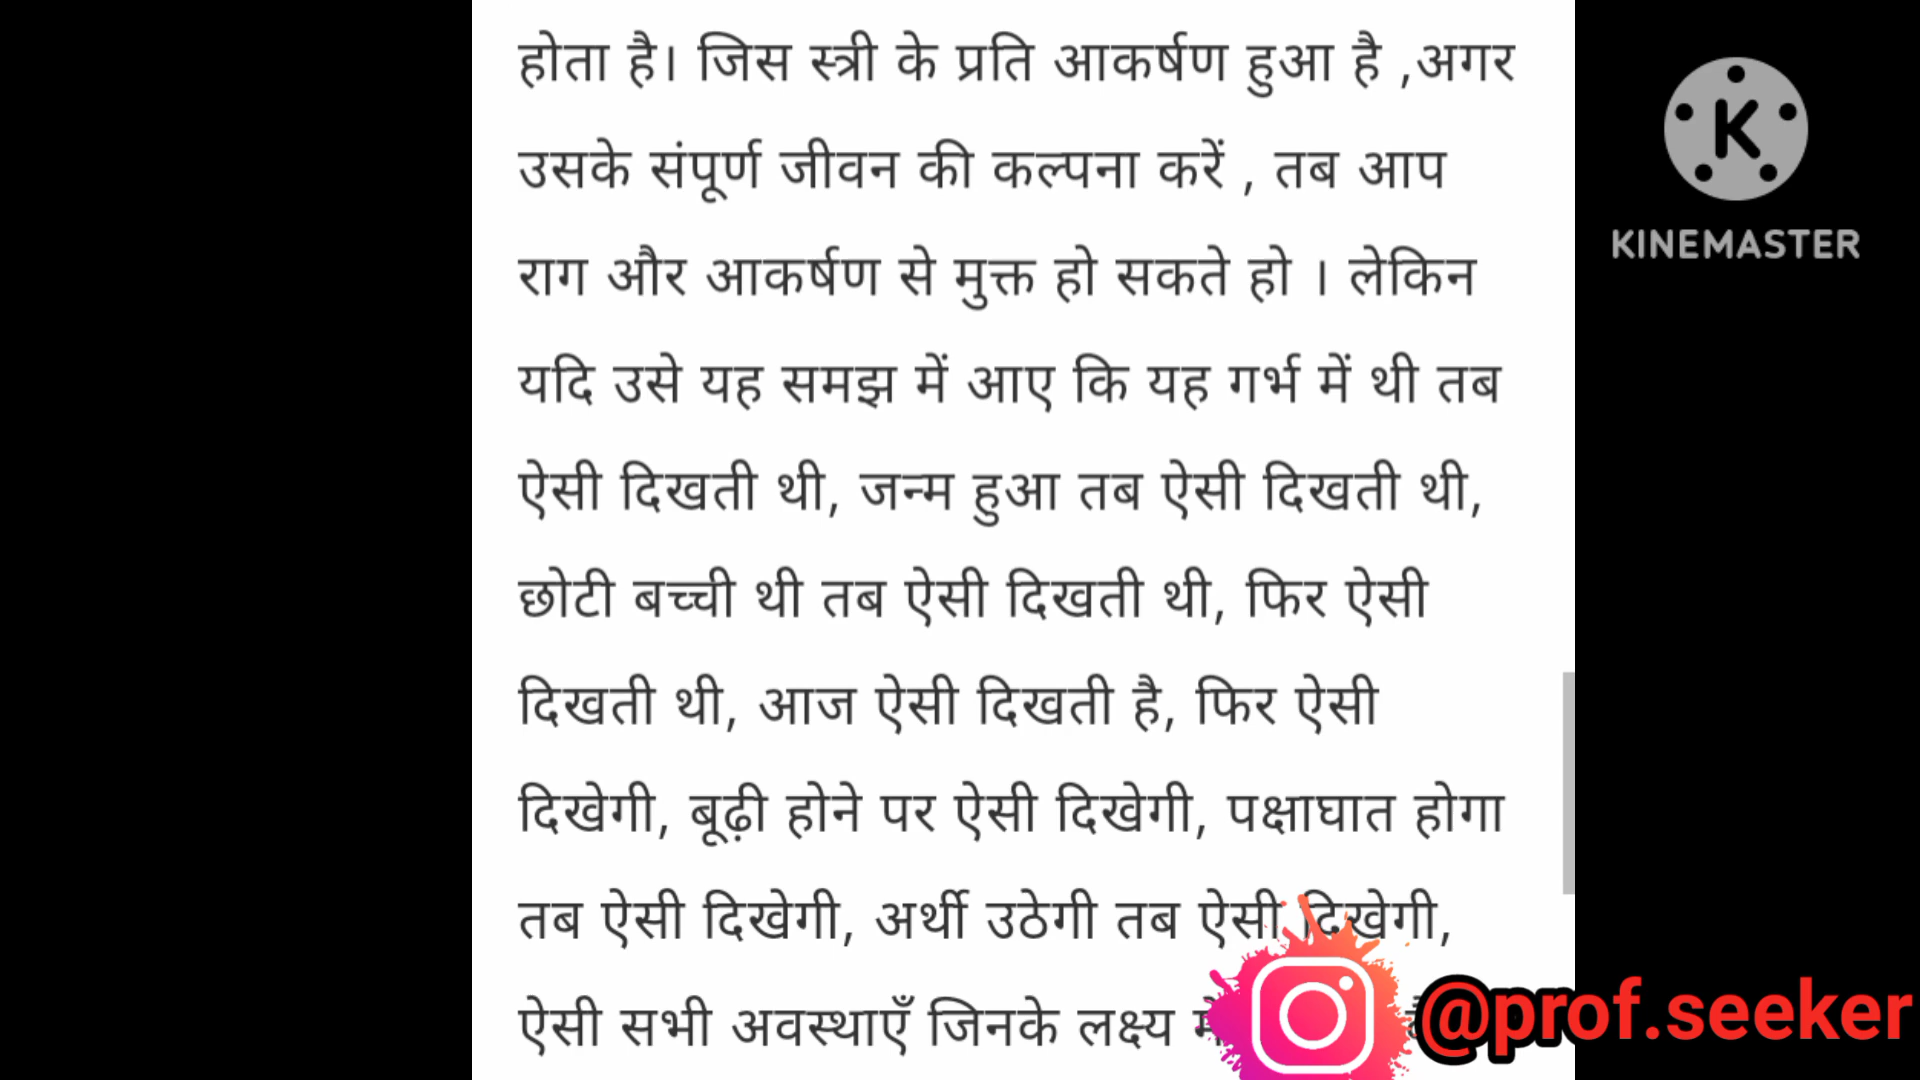 होता है। जिस स्त्री के प्रति आकर्षण हुआ है ,अगर
उसके संपूर्ण जीवन की कल्पना करें , तब आप
राग और आकर्षण से मुक्त हो सकते हो । लेकिन
यदि उसे यह समझ में आए कि यह गर्भ में थी तब
ऐसी दिखती थी, जन्म हुआ तब ऐसी दिखती थी,
छोटी बच्ची थी तब ऐसी दिखती थी, फिर ऐसी
दिखती थी, आज ऐसी दिखती है, फिर ऐसी
दिखेगी, बूढ़ी होने पर ऐसी दिखेगी, पक्षाघात होगा
तब ऐसी दिखेगी, अर्थी उठेगी तब ऐसी दिखेगी,
ऐसी सभी अवस्थाएँ जिनके लक्ष्य
K
KINEMASTER
@prof.seeker